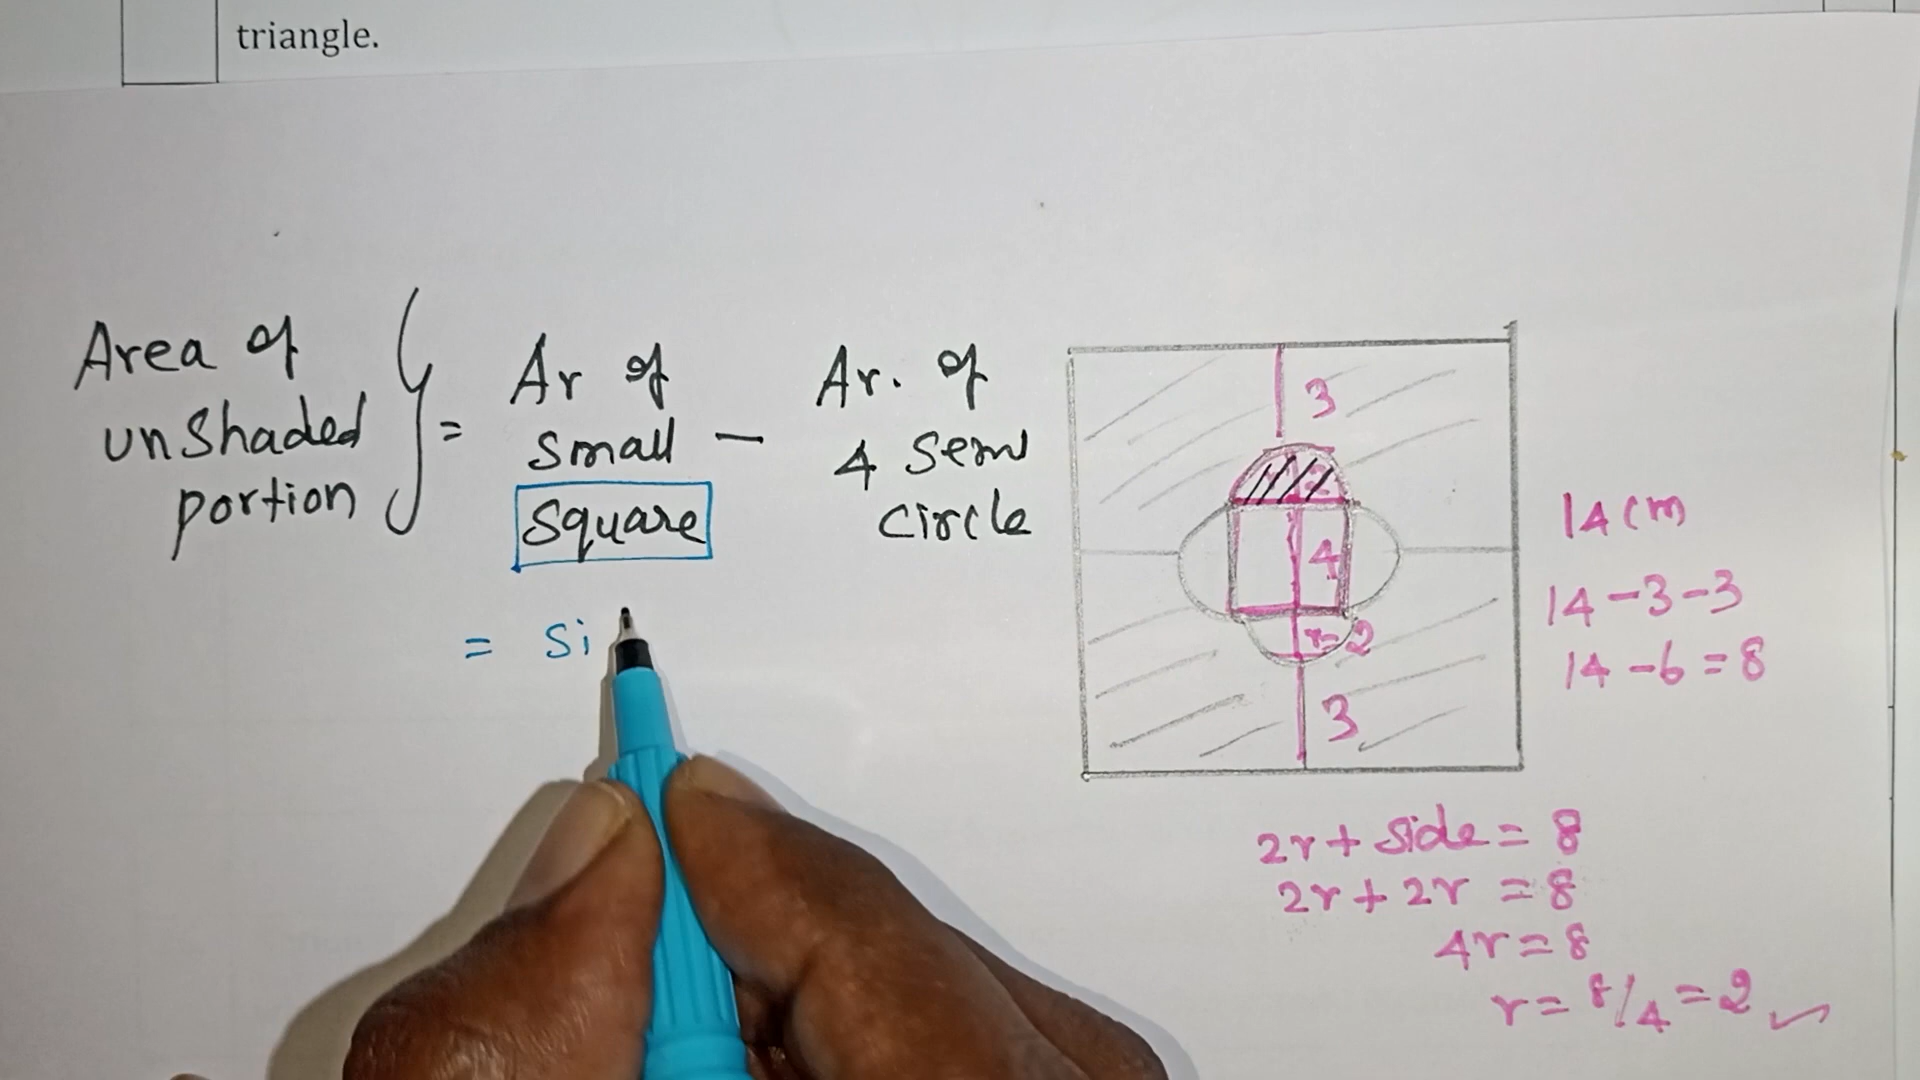 triangle.
Area of
unshaded
portion
= Ar of
small
Square
— Ar. of
4 semi
circle
= Si
3
2
4
r=2
3
14 cm
14-3-3
14-6=8
2r+ side = 8
2r+2r = 8
4r=8
r= 8/4 =2 ✓